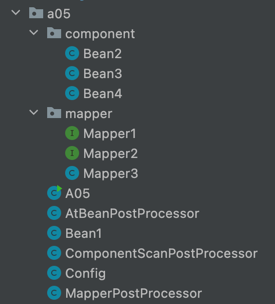 a05
component
Bean2
Bean3
Bean4
mapper
Mapper1
Mapper2
Mapper3
A05
AtBeanPostProcessor
Bean1
ComponentScanPostProcessor
Config
MapperPostProcessor